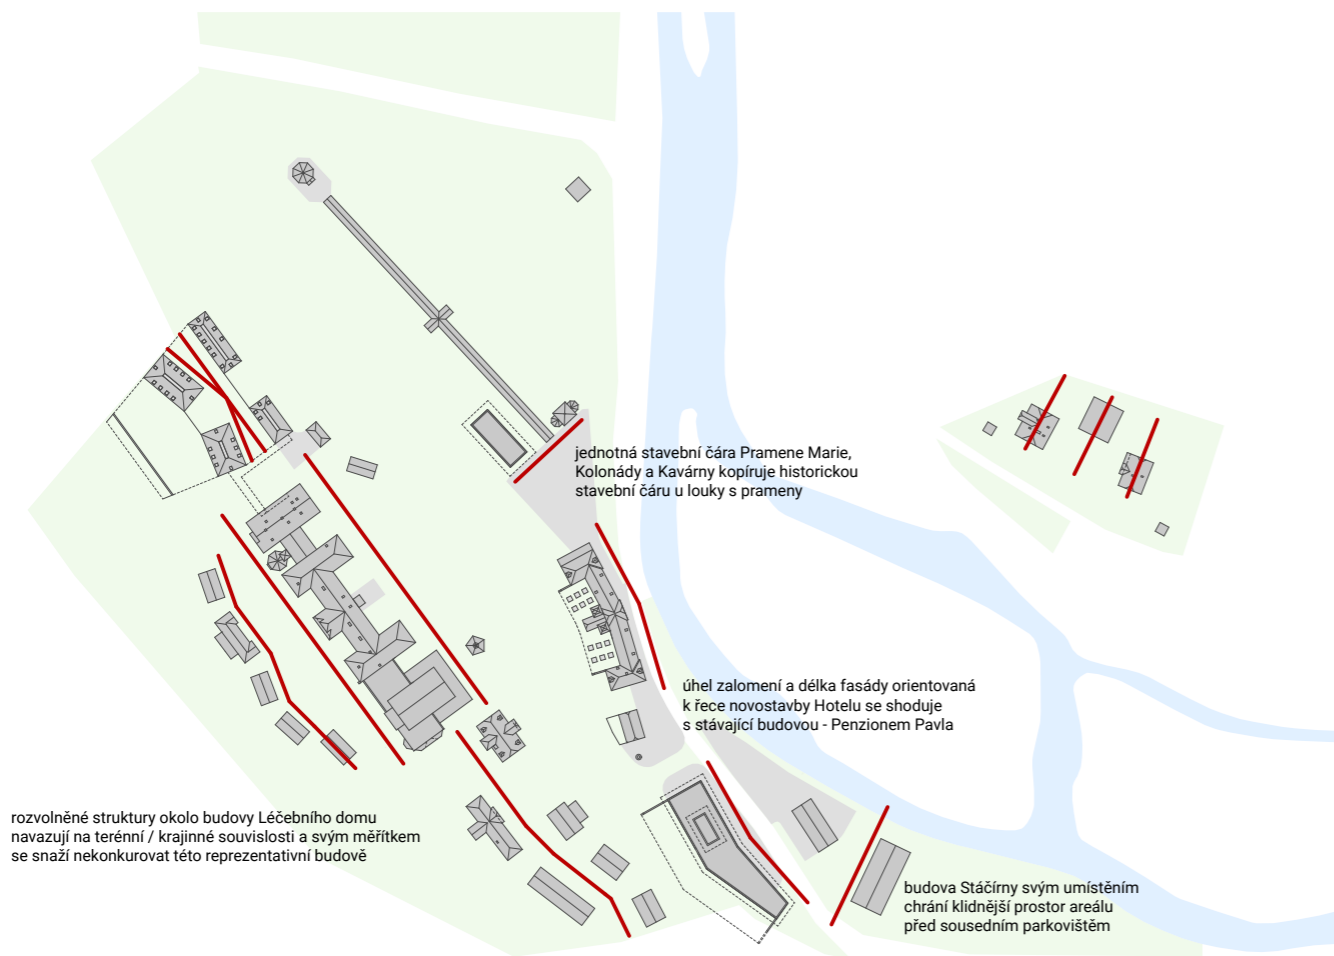 jednotná stavební čára Pramene Marie,
Kolonády a Kavárny kopíruje historickou
stavební čáru u louky s prameny
úhel zalomení a délka fasády orientovaná
k řece novostavby Hotelu se shoduje
s stávající budovou - Penzionem Pavla
rozvolněné struktury okolo budovy Léčebního domu
navazují na terénní / krajinné souvislosti a svým měřítkem
se snaží nekonkurovat této reprezentativní budově
budova Stáčírny svým umístěním
chrání klidnější prostor areálu
před sousedním parkovištěm